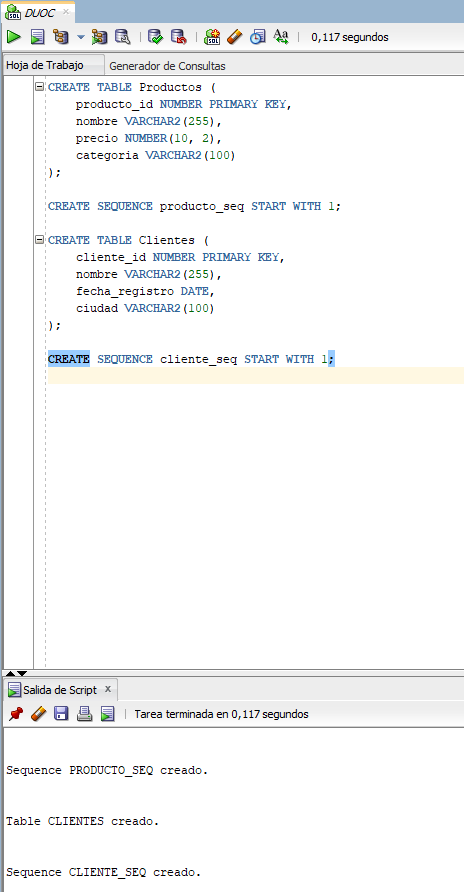 DUOC
0,117 segundos
Hoja de Trabajo
Generador de Consultas
CREATE TABLE Productos (
    producto_id NUMBER PRIMARY KEY,
    nombre VARCHAR2(255),
    precio NUMBER(10, 2),
    categoria VARCHAR2(100)
);
CREATE SEQUENCE producto_seq START WITH 1;
CREATE TABLE Clientes (
    cliente_id NUMBER PRIMARY KEY,
    nombre VARCHAR2(255),
    fecha_registro DATE,
    ciudad VARCHAR2(100)
);
CREATE SEQUENCE cliente_seq START WITH 1;
Salida de Script
Tarea terminada en 0,117 segundos
Sequence PRODUCTO_SEQ creado.
Table CLIENTES creado.
Sequence CLIENTE_SEQ creado.